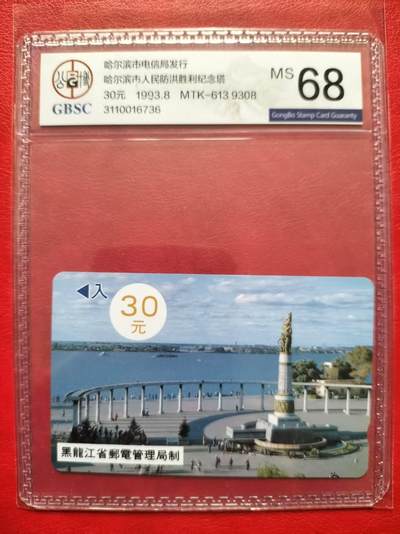 哈尔滨市电信局发行
哈尔滨市人民防洪胜利纪念塔
30元 1993.8 MTK-613 9308
3110016736
GBSC
G
MS 68
GongBo Stamp Card Guaranty
入
30
元
黑龍江省郵電管理局制